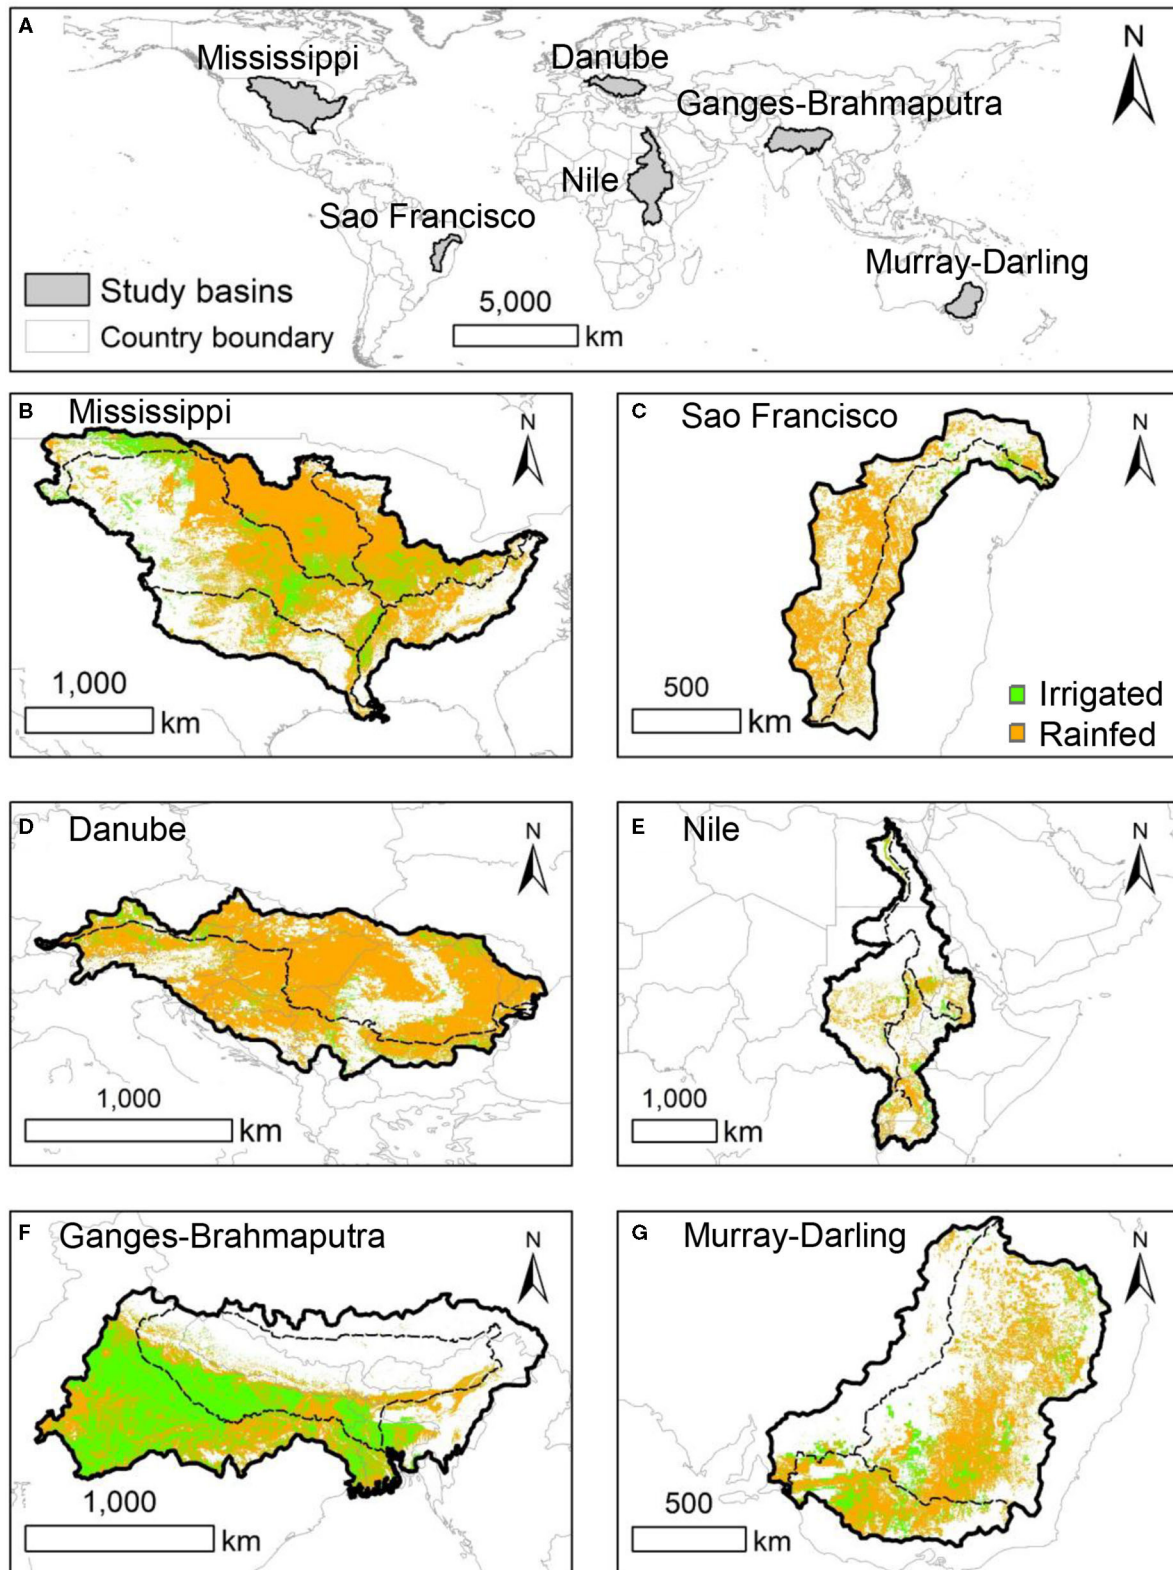 A
Mississippi
Danube
N
Ganges-Brahmaputra
Nile
Sao Francisco
Murray-Darling
Study basins
Country boundary
5,000
km
B
Mississippi
N
1,000
km
C
Sao Francisco
N
500
km
Irrigated
Rainfed
D
Danube
N
1,000
km
E
Nile
N
1,000
km
F
Ganges-Brahmaputra
N
1,000
km
G
Murray-Darling
N
500
km